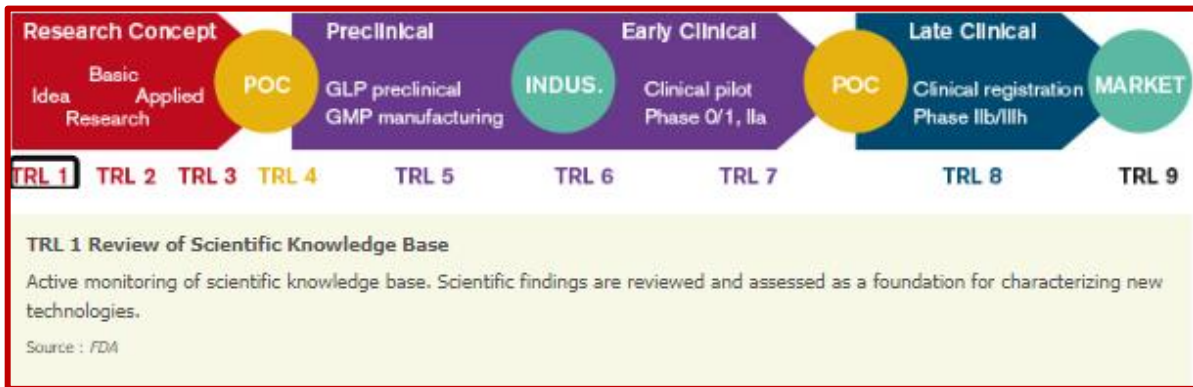 Research Concept
Idea Basic Applied Research
POC
Preclinical
GLP preclinical
GMP manufacturing
INDUS.
Early Clinical
Clinical pilot
Phase 0/1, IIa
POC
Late Clinical
Clinical registration
Phase IIb/IIIh
MARKET
TRL 1 TRL 2 TRL 3 TRL 4 TRL 5 TRL 6 TRL 7 TRL 8 TRL 9
TRL 1 Review of Scientific Knowledge Base
Active monitoring of scientific knowledge base. Scientific findings are reviewed and assessed as a foundation for characterizing new
technologies.
Source : FDA